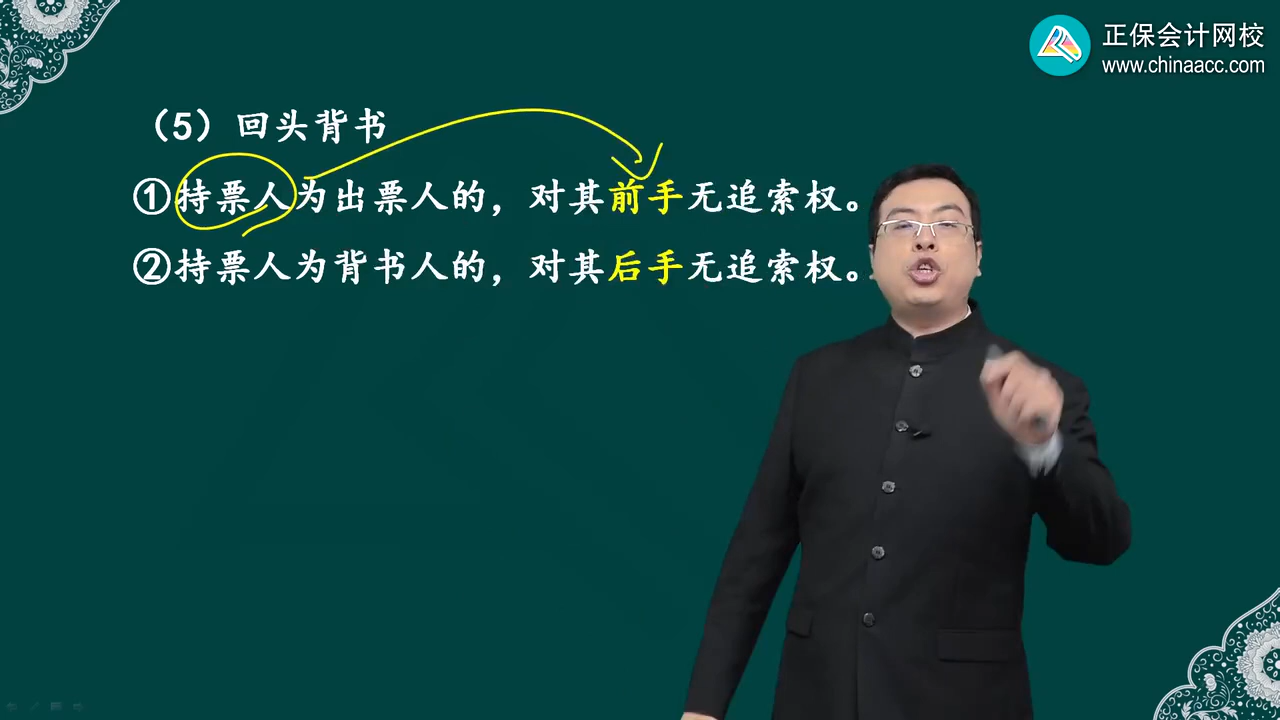 正保会计网校
www.chinaacc.com
（5）回头背书
①持票人为出票人的，对其前手无追索权。
②持票人为背书人的，对其后手无追索权。